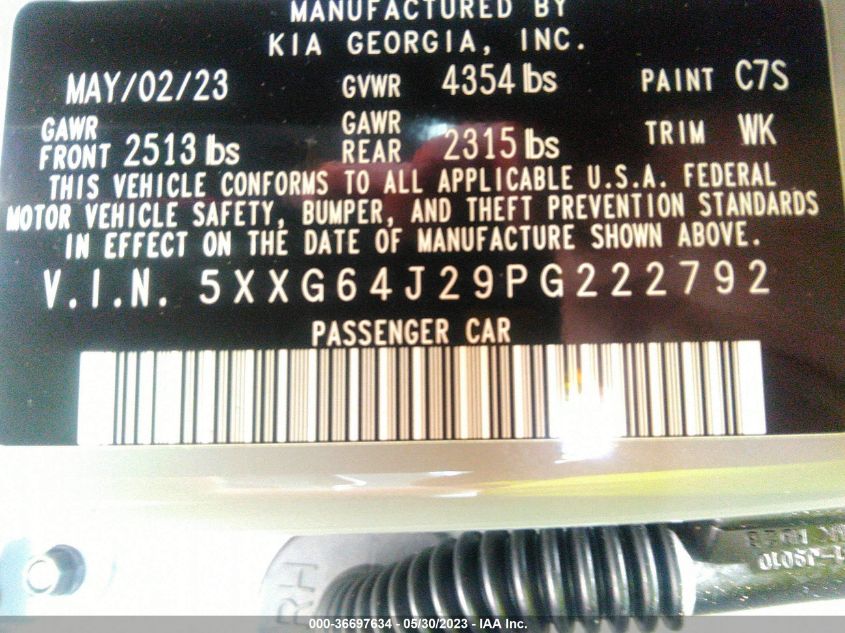 MANUFACTURED BY
KIA GEORGIA, INC.
MAY/02/23 GVWR 4354 lbs PAINT C7S
GAWR FRONT 2513 lbs GAWR REAR 2315 lbs TRIM WK
THIS VEHICLE CONFORMS TO ALL APPLICABLE U.S.A. FEDERAL
MOTOR VEHICLE SAFETY, BUMPER, AND THEFT PREVENTION STANDARDS
IN EFFECT ON THE DATE OF MANUFACTURE SHOWN ABOVE.
V.I.N. 5XXG64J29PG222792
PASSENGER CAR
RH
000-36697634 - 05/30/2023 - IAA Inc.